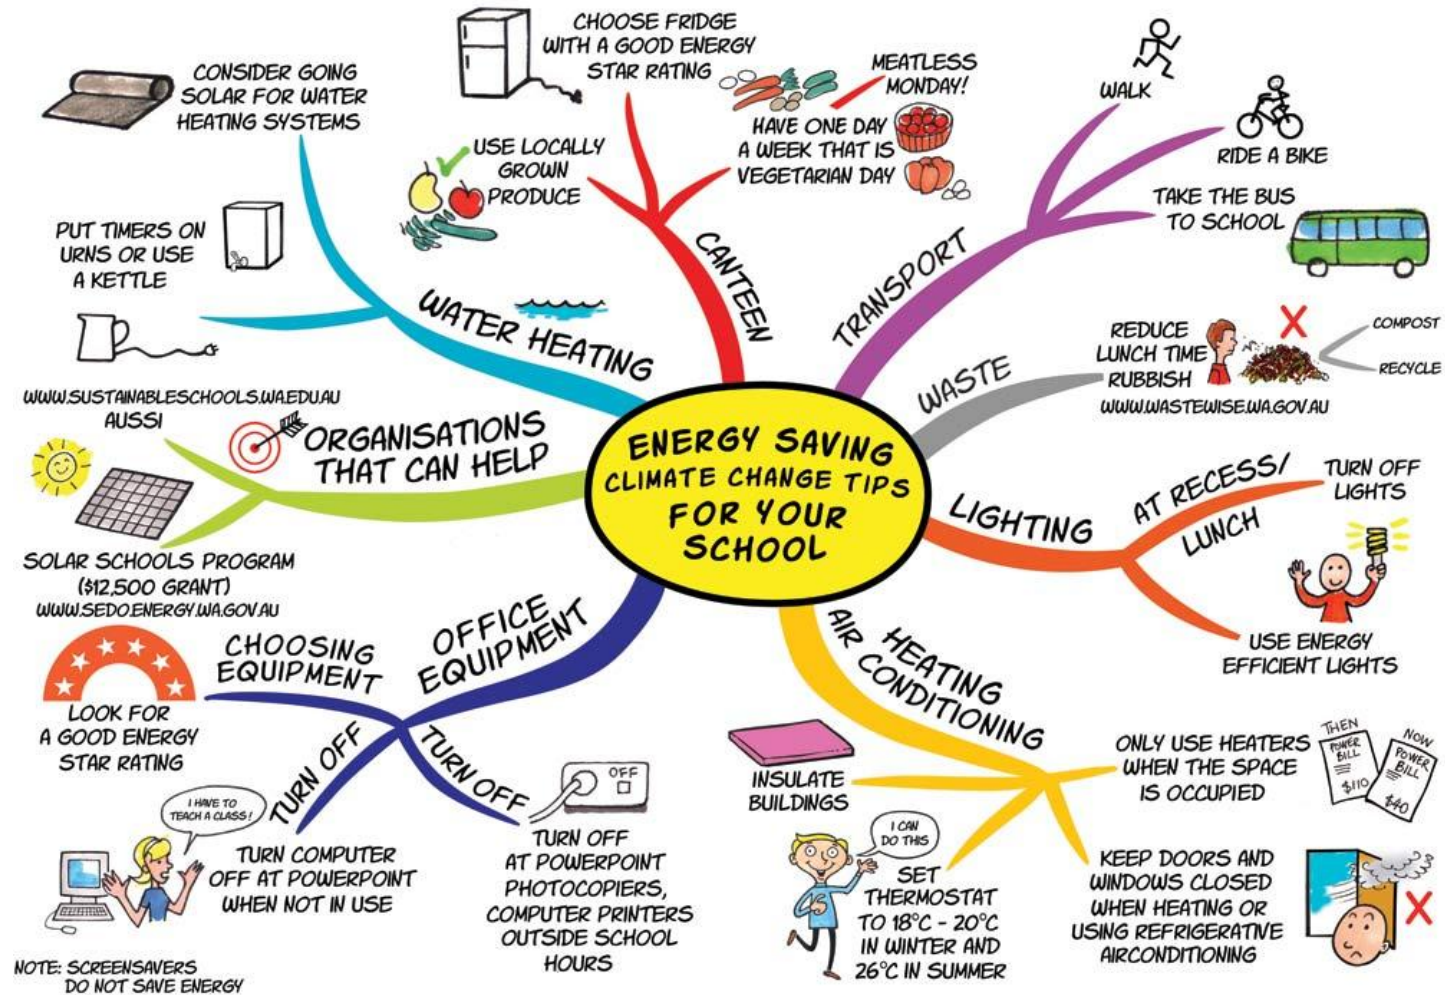 ENERGY SAVING
CLIMATE CHANGE TIPS
FOR YOUR
SCHOOL
WATER HEATING
CONSIDER GOING
SOLAR FOR WATER
HEATING SYSTEMS
PUT TIMERS ON
URNS OR USE
A KETTLE
CANTEEN
CHOOSE FRIDGE
WITH A GOOD ENERGY
STAR RATING
USE LOCALLY
GROWN
PRODUCE
MEATLESS
MONDAY!
HAVE ONE DAY
A WEEK THAT IS
VEGETARIAN DAY
TRANSPORT
WALK
RIDE A BIKE
TAKE THE BUS
TO SCHOOL
WASTE
REDUCE
LUNCH TIME
RUBBISH
COMPOST
RECYCLE
WWW.WASTEWISE.WA.GOV.AU
LIGHTING
AT RECESS/
LUNCH
TURN OFF
LIGHTS
USE ENERGY
EFFICIENT LIGHTS
HEATING
AIR CONDITIONING
ONLY USE HEATERS
WHEN THE SPACE
IS OCCUPIED
THEN
POWER
BILL
$110
NOW
POWER
BILL
$40
KEEP DOORS AND
WINDOWS CLOSED
WHEN HEATING OR
USING REFRIGERATIVE
AIRCONDITIONING
I CAN
DO THIS
SET
THERMOSTAT
TO 18°C - 20°C
IN WINTER AND
26°C IN SUMMER
INSULATE
BUILDINGS
OFFICE
EQUIPMENT
TURN OFF
OFF
TURN OFF
AT POWERPOINT
PHOTOCOPIERS,
COMPUTER PRINTERS
OUTSIDE SCHOOL
HOURS
TURN OFF
I HAVE TO
TEACH A CLASS!
TURN COMPUTER
OFF AT POWERPOINT
WHEN NOT IN USE
NOTE: SCREENSAVERS
DO NOT SAVE ENERGY
CHOOSING
EQUIPMENT
LOOK FOR
A GOOD ENERGY
STAR RATING
ORGANISATIONS
THAT CAN HELP
WWW.SUSTAINABLESCHOOLS.WA.EDU.AU
AUSSI
SOLAR SCHOOLS PROGRAM
($12,500 GRANT)
WWW.SEDO.ENERGY.WA.GOV.AU